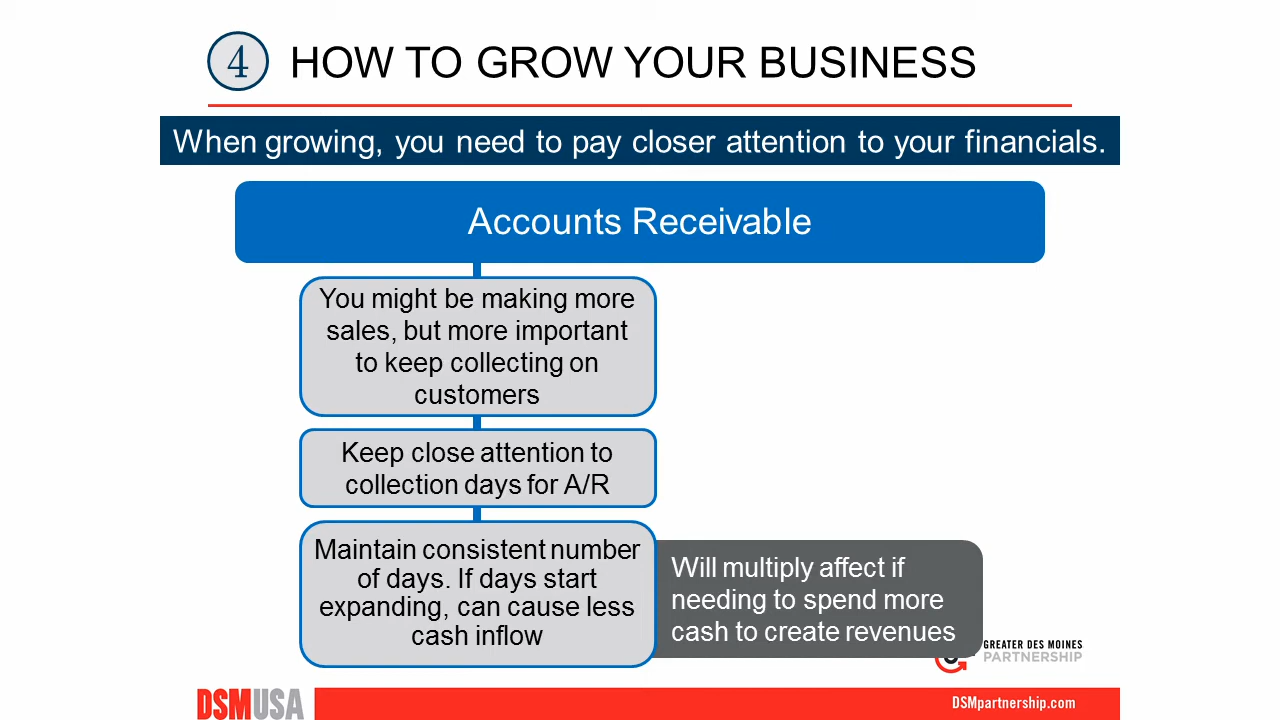 4 HOW TO GROW YOUR BUSINESS
When growing, you need to pay closer attention to your financials.
Accounts Receivable
You might be making more
sales, but more important
to keep collecting on
customers
Keep close attention to
collection days for A/R
Maintain consistent number
of days. If days start
expanding, can cause less
cash inflow
Will multiply affect if
needing to spend more
cash to create revenues
GREATER DES MOINES
PARTNERSHIP
DSMUSA
DSMpartnership.com